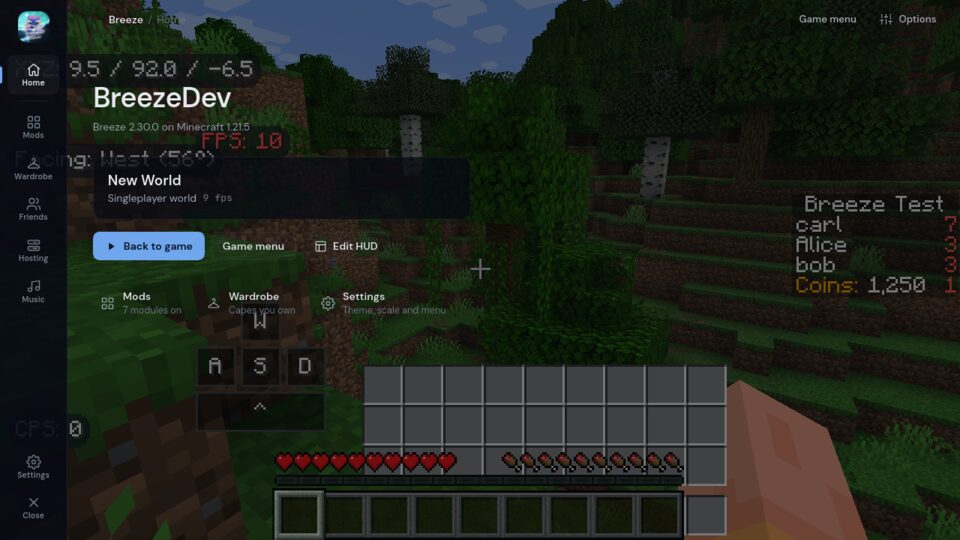 Breeze / Home
Game menu
Options
XYZ: 9.5 / 92.0 / -6.5
Home
BreezeDev
Breeze 2.30.0 on Minecraft 1.21.5
FPS: 10
Mods
Facing: West (56°)
Wardrobe
New World
Singleplayer world 9 fps
Friends
Breeze Test
carl 7
Alice 3
bob 3
Coins: 1,250 1
Hosting
Back to game
Game menu
Edit HUD
Music
Mods
7 modules on
Wardrobe
Capes you own
Settings
Theme, scale and menu
W
A S D
^
CPS: 0
Settings
Close